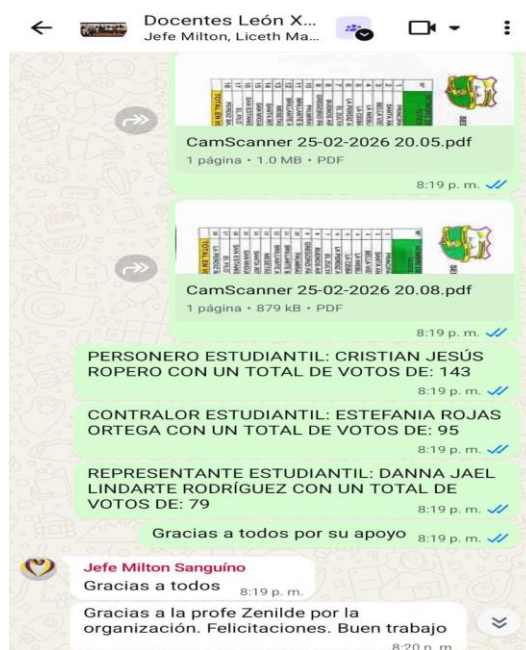 Docentes León X...
Jefe Milton, Liceth Ma...
CamScanner 25-02-2026 20.05.pdf
1 página • 1.0 MB • PDF
8:19 p. m.
CamScanner 25-02-2026 20.08.pdf
1 página • 879 kB • PDF
8:19 p. m.
PERSONERO ESTUDIANTIL: CRISTIAN JESÚS
ROPERO CON UN TOTAL DE VOTOS DE: 143
8:19 p. m.
CONTRALOR ESTUDIANTIL: ESTEFANIA ROJAS
ORTEGA CON UN TOTAL DE VOTOS DE: 95
8:19 p. m.
REPRESENTANTE ESTUDIANTIL: DANNA JAEL
LINDARTE RODRÍGUEZ CON UN TOTAL DE
VOTOS DE: 79
8:19 p. m.
Gracias a todos por su apoyo 8:19 p. m.
Jefe Milton Sanguíno
Gracias a todos 8:19 p. m.
Gracias a la profe Zenilde por la
organización. Felicitaciones. Buen trabajo
8:20 p. m.